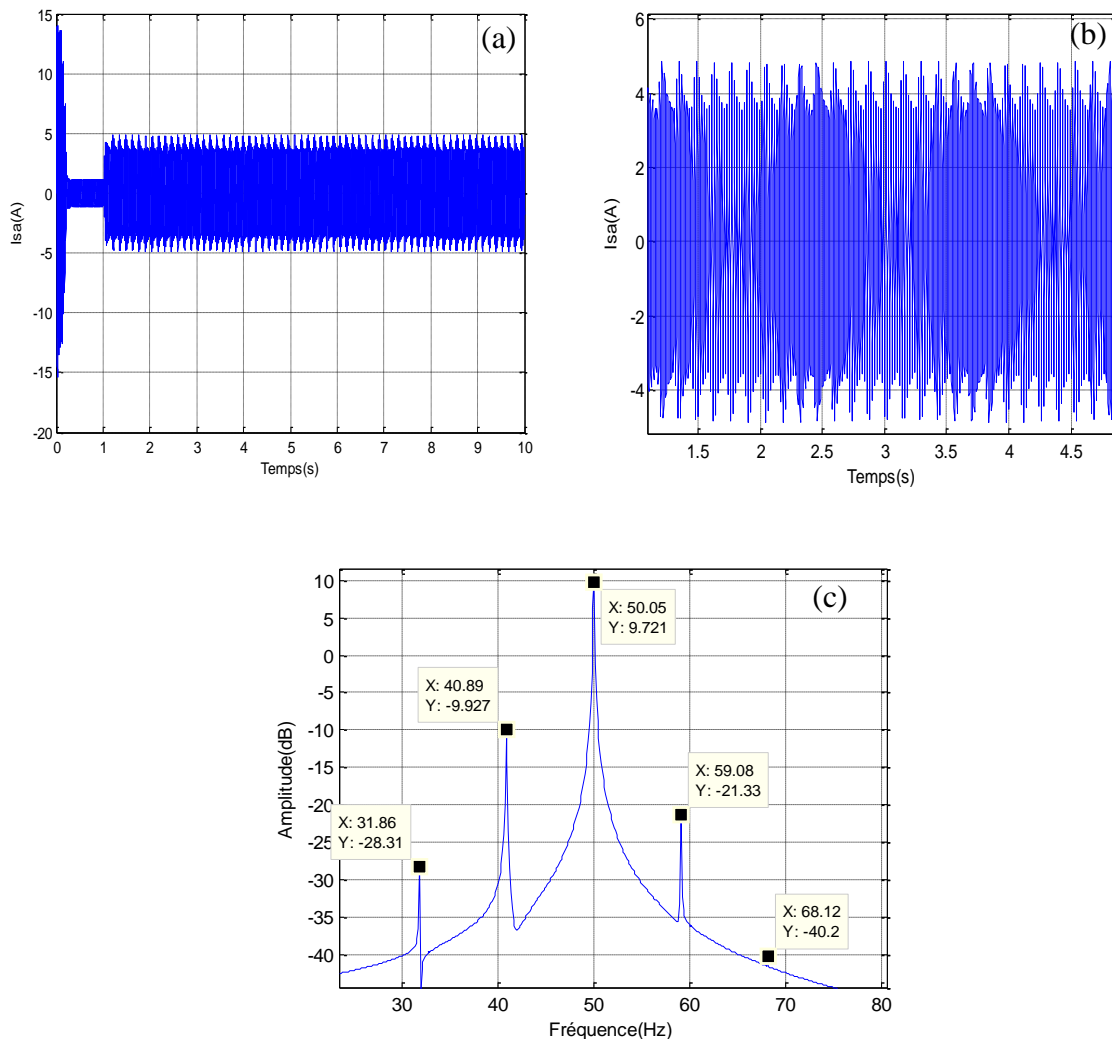 15
10
5
0
-5
-10
-15
-20
0 1 2 3 4 5 6 7 8 9 10
Isa(A)
Temps(s)
(a)
6
4
2
0
-2
-4
1.5 2 2.5 3 3.5 4 4.5
Isa(A)
Temps(s)
(b)
10
5
0
-5
-10
-15
-20
-25
-30
-35
-40
30 40 50 60 70 80
Amplitude(dB)
Fréquence(Hz)
(c)
X: 50.05
Y: 9.721
X: 40.89
Y: -9.927
X: 59.08
Y: -21.33
X: 31.86
Y: -28.31
X: 68.12
Y: -40.2